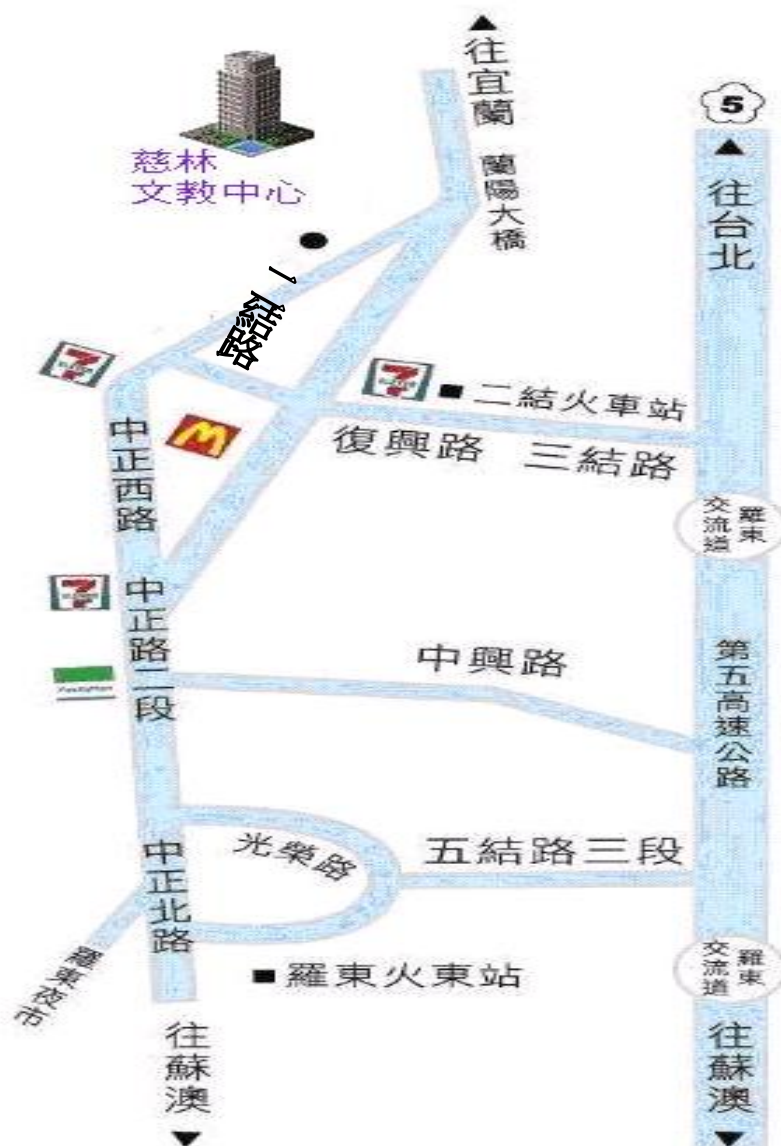 ▲往宜蘭
5
慈林
文教中心
蘭陽大橋
▲往台北
結路
7
7
■二結火車站
M
復興路 三結路
中正西路
羅東
交流道
7
中正路二段
中興路
第五高速公路
FamilyMart
光榮路
五結路三段
中正北路
羅東夜市
■羅東火東站
羅東
交流道
往蘇澳▼
往蘇澳▼